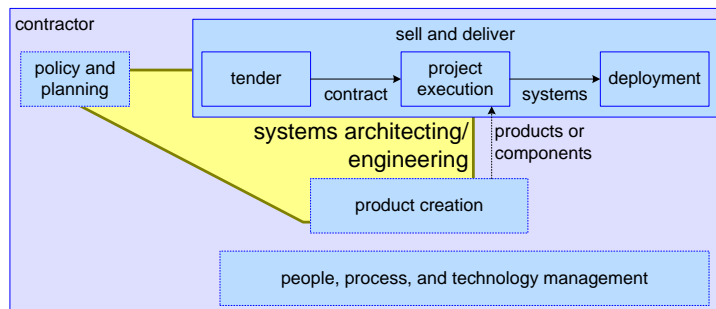 contractor
sell and deliver
policy and
planning
tender
contract
project
execution
systems
deployment
systems architecting/
engineering
products or
components
product creation
people, process, and technology management